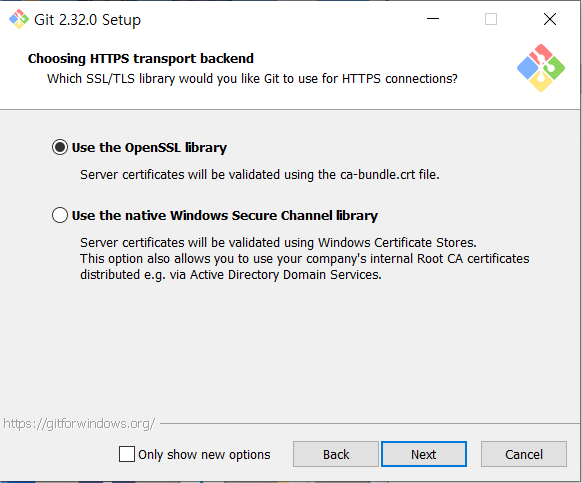 Git 2.32.0 Setup
Choosing HTTPS transport backend
Which SSL/TLS library would you like Git to use for HTTPS connections?
Use the OpenSSL library
Server certificates will be validated using the ca-bundle.crt file.
Use the native Windows Secure Channel library
Server certificates will be validated using Windows Certificate Stores.
This option also allows you to use your company's internal Root CA certificates
distributed e.g. via Active Directory Domain Services.
https://gitforwindows.org/
Only show new options
Back
Next
Cancel